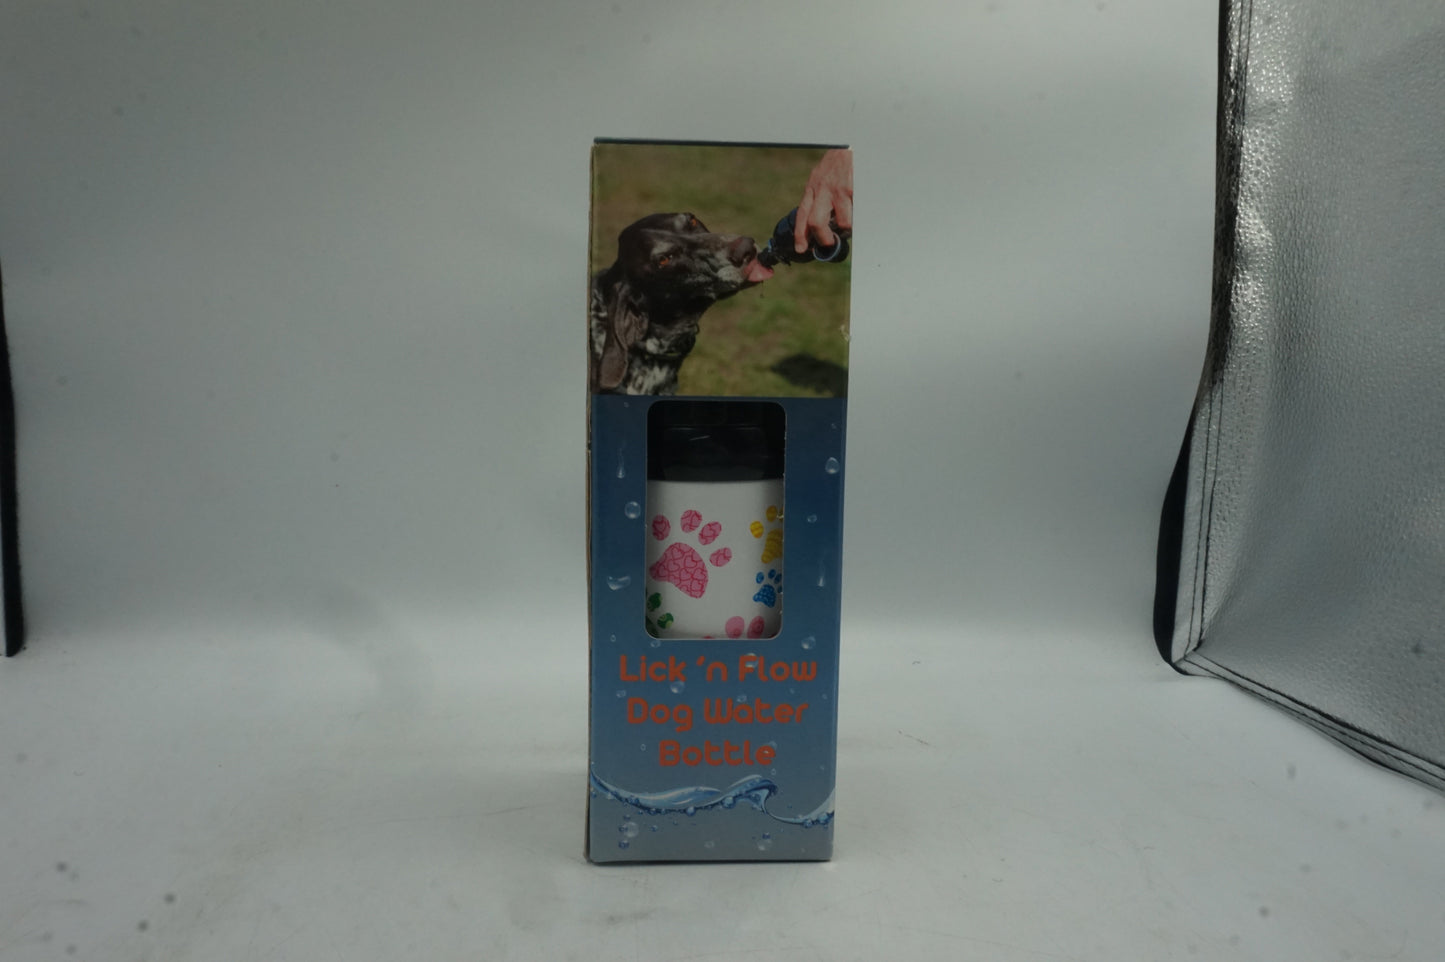 Lick 'n Flow
Dog Water
Bottle